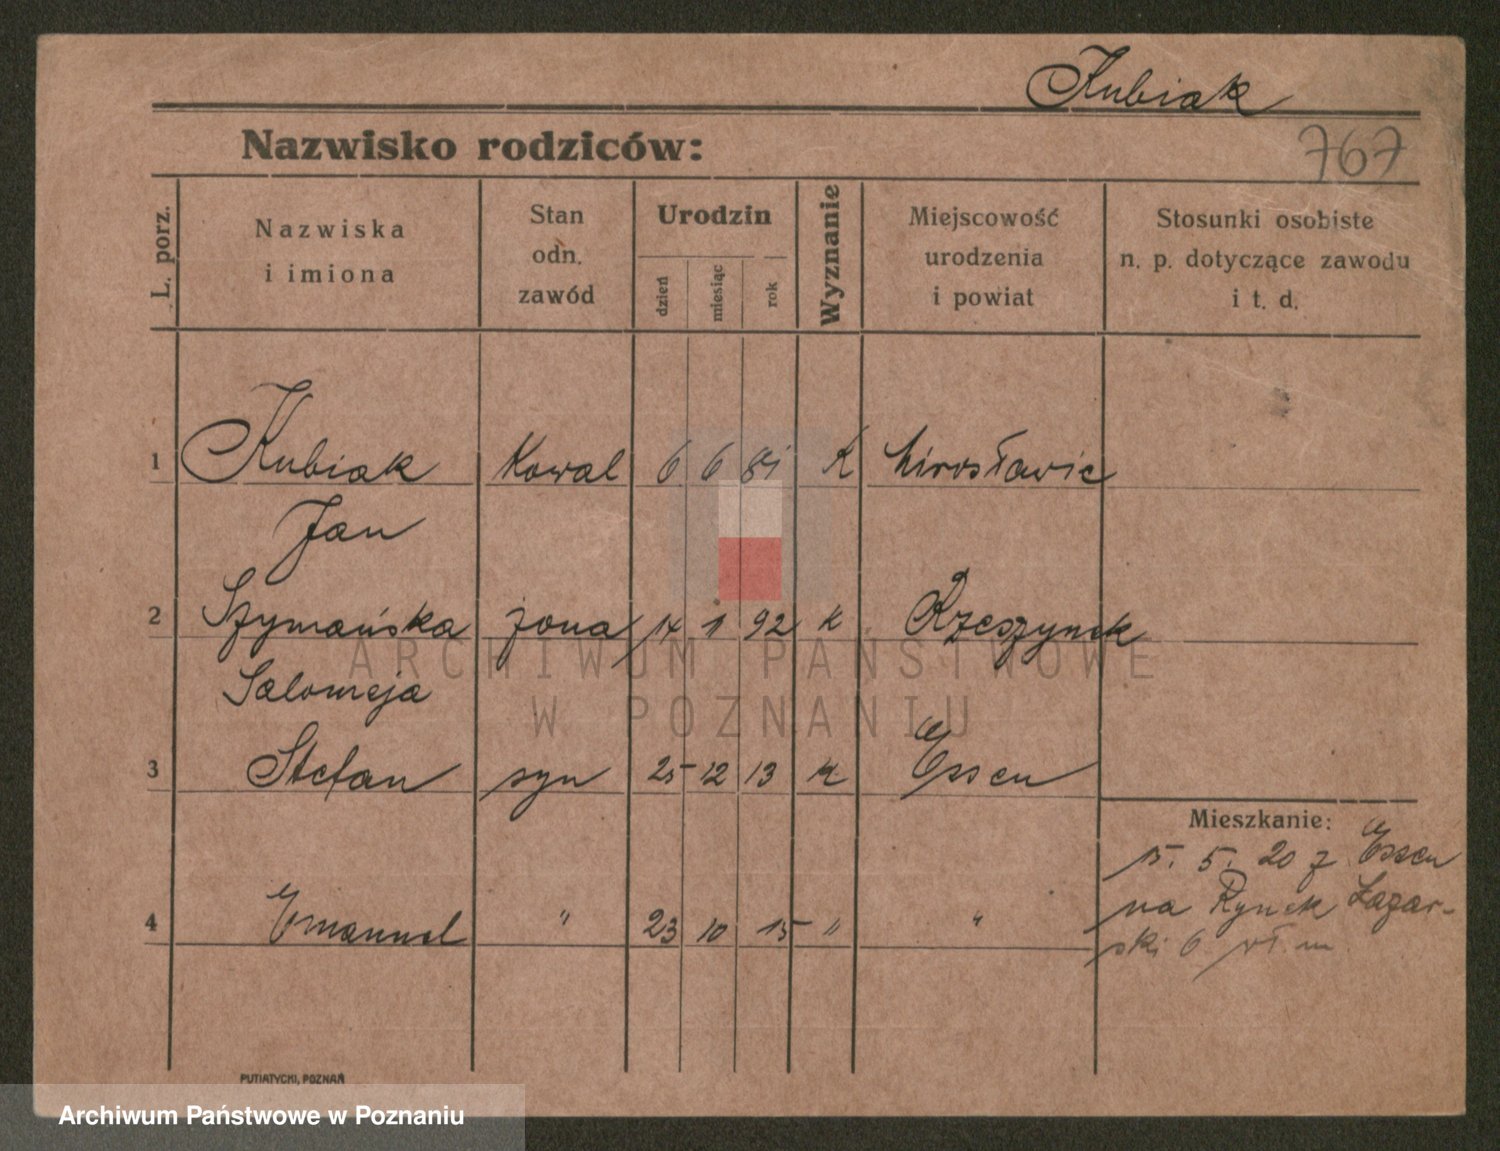 Kubiak
Nazwisko rodziców:
767
L. porz.
Nazwiska
i imiona
Stan
odn.
zawód
Urodzin
dzień
miesiąc
rok
Wyznanie
Miejscowość
urodzenia
i powiat
Stosunki osobiste
n. p. dotyczące zawodu
i t. d.
1 Kubiak Kowal 6 6 81 K Mirosławic
Jan
2 Szymańska żona 14 1 92 K Rzeszynek
Salomeja
3 Stefan syn 25 12 13 K Essen
Mieszkanie:
15. 5. 20 z Essen
na Rynek Łazar-
ski 6 wł. m
4 Emanuel " 23 10 15 " "
PUTIATYCKI, POZNAŃ
ARCHIWUM PAŃSTWOWE
W POZNANIU
Archiwum Państwowe w Poznaniu